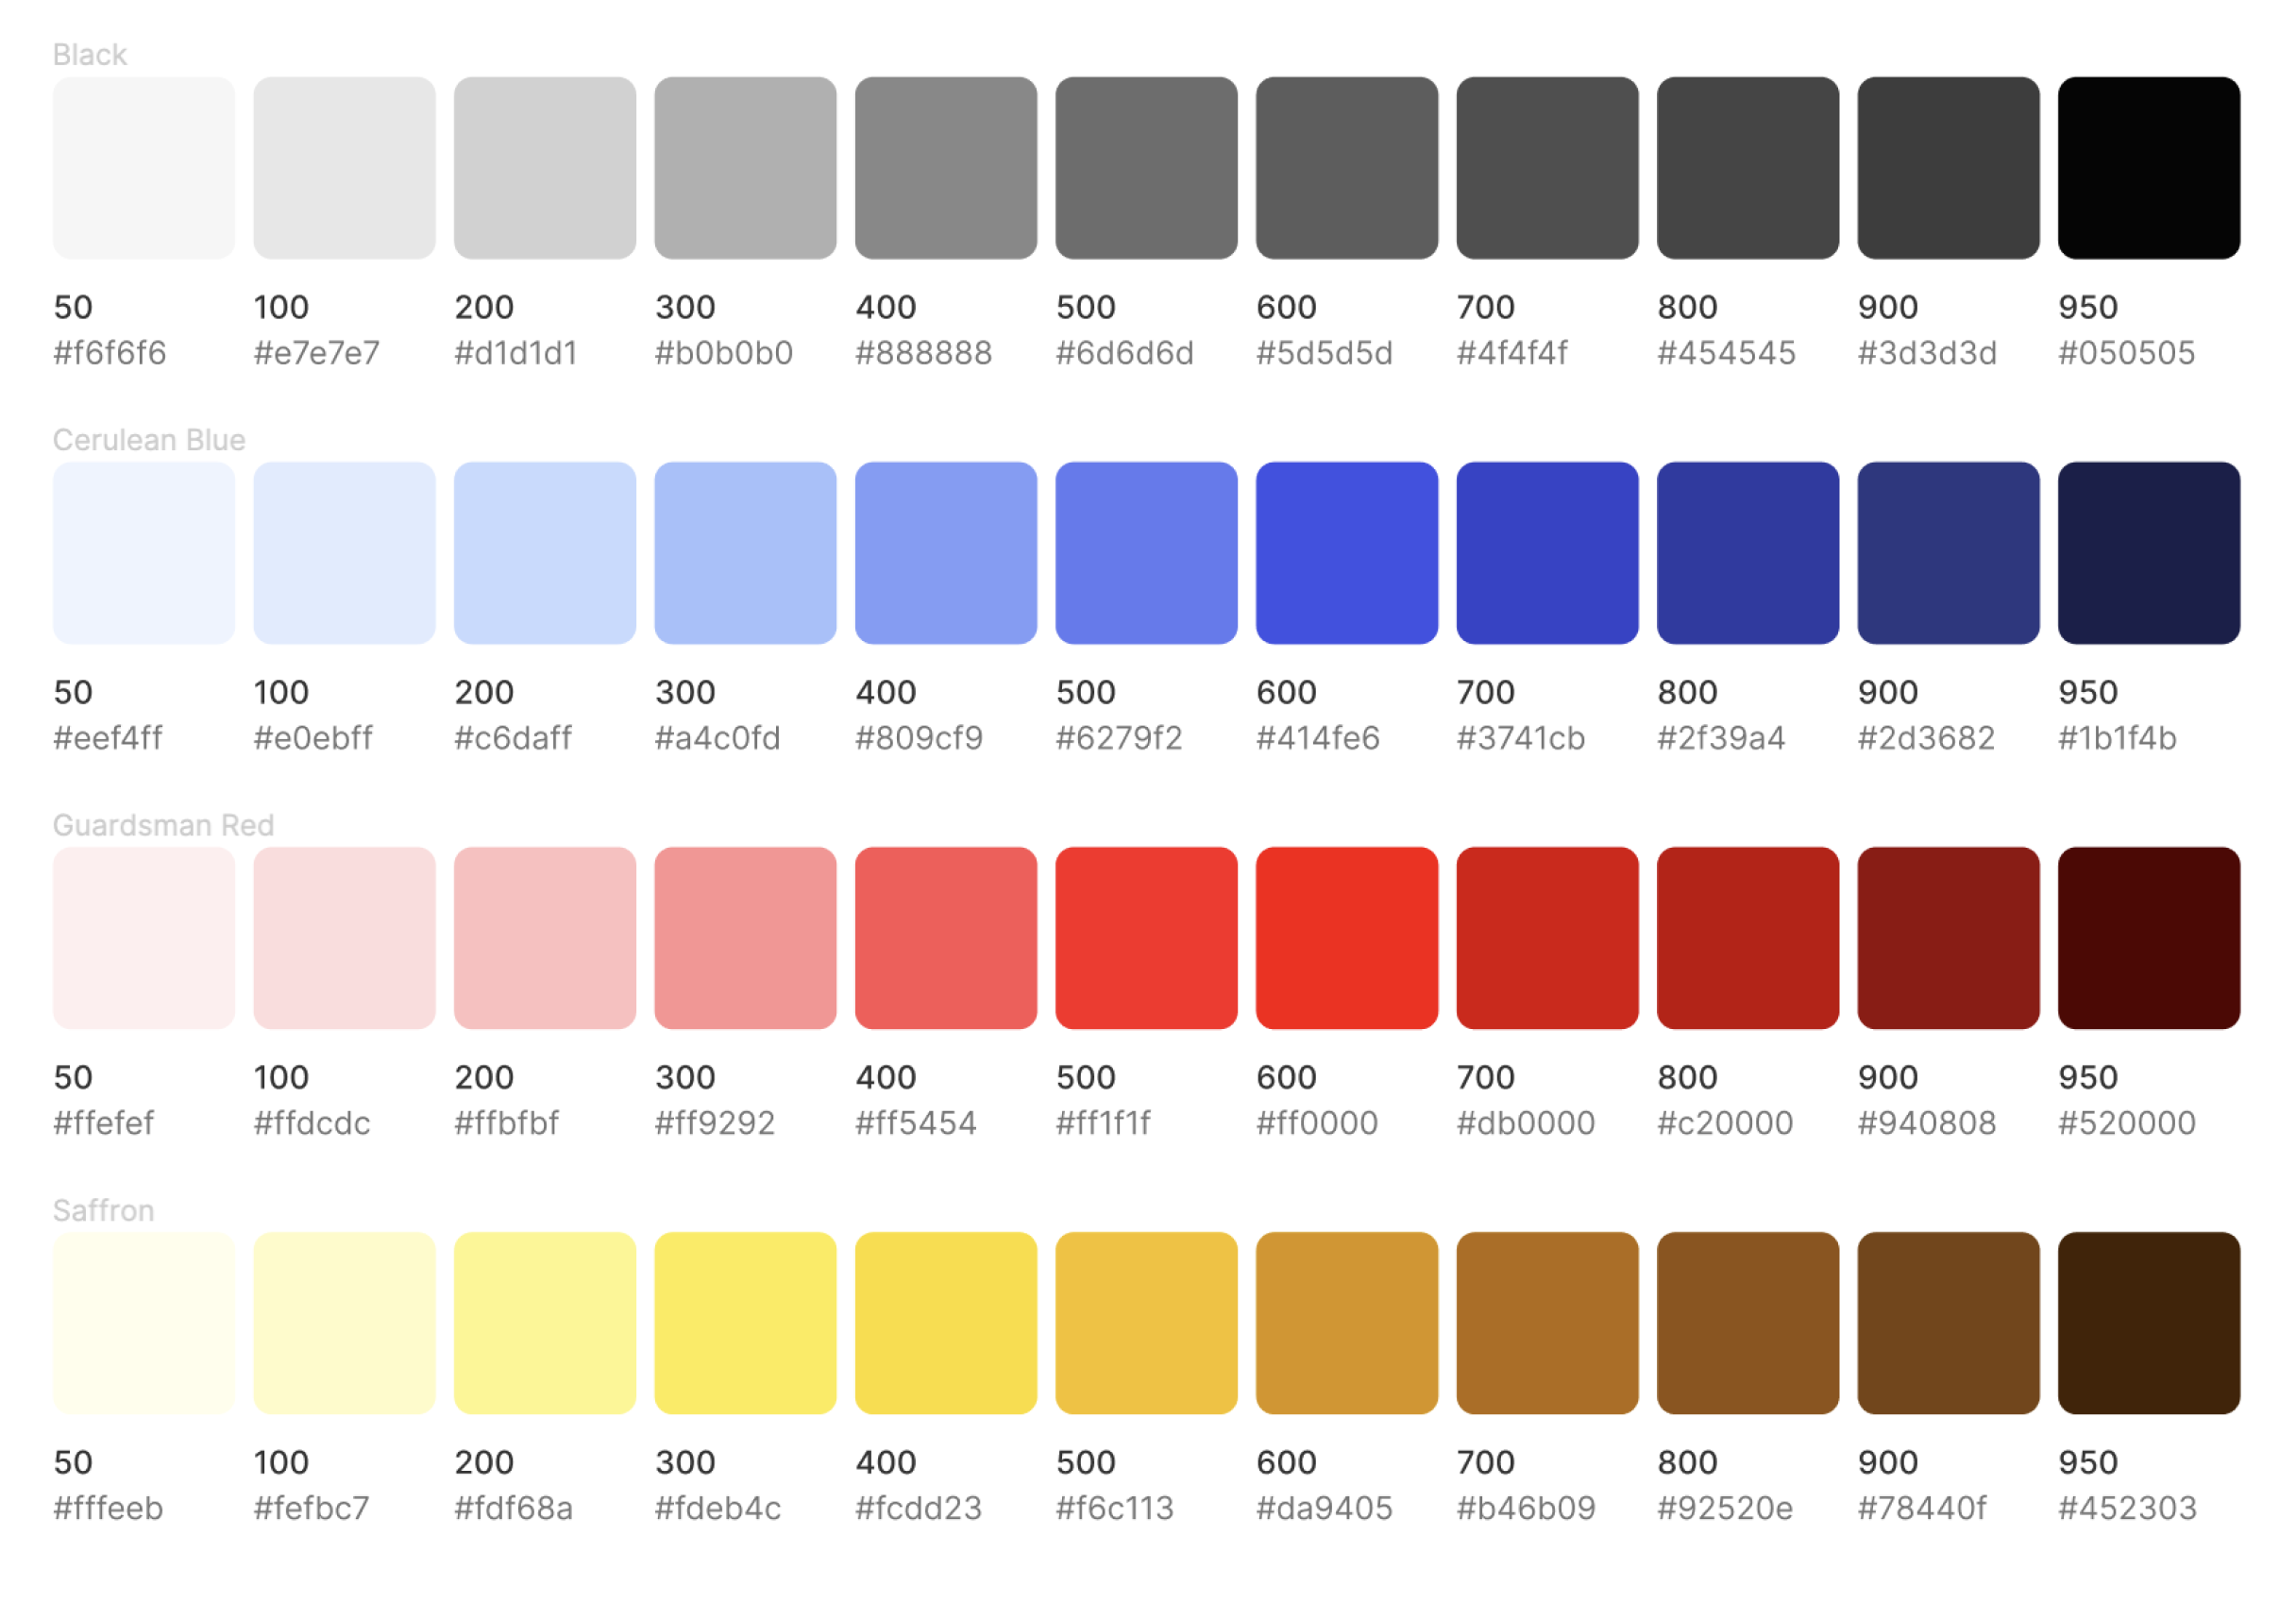 Black
50 100 200 300 400 500 600 700 800 900 950
#f6f6f6 #e7e7e7 #d1d1d1 #b0b0b0 #888888 #6d6d6d #5d5d5d #4f4f4f #454545 #3d3d3d #050505
Cerulean Blue
50 100 200 300 400 500 600 700 800 900 950
#eef4ff #e0ebff #c6daff #a4c0fd #809cf9 #6279f2 #414fe6 #3741cb #2f39a4 #2d3682 #1b1f4b
Guardsman Red
50 100 200 300 400 500 600 700 800 900 950
#ffefef #ffdcdc #ffbfbf #ff9292 #ff5454 #ff1f1f #ff0000 #db0000 #c20000 #940808 #520000
Saffron
50 100 200 300 400 500 600 700 800 900 950
#fffeeb #fefbc7 #fdf68a #fdeb4c #fcdd23 #f6c113 #da9405 #b46b09 #92520e #78440f #452303